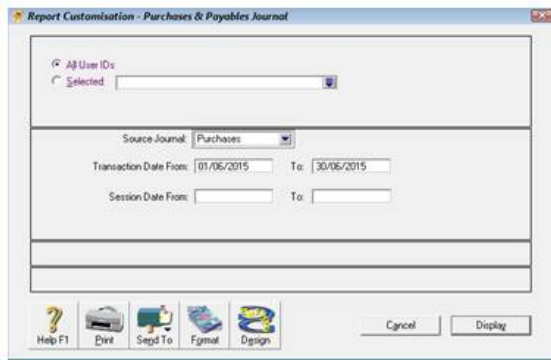 Report Customisation - Purchases & Payables Journal
All User IDs
Selected:
Source Journal: Purchases
Transaction Date From: 01/06/2015 To: 30/06/2015
Session Date From: To:
Help F1 Print Send To Format Design
Cancel Display